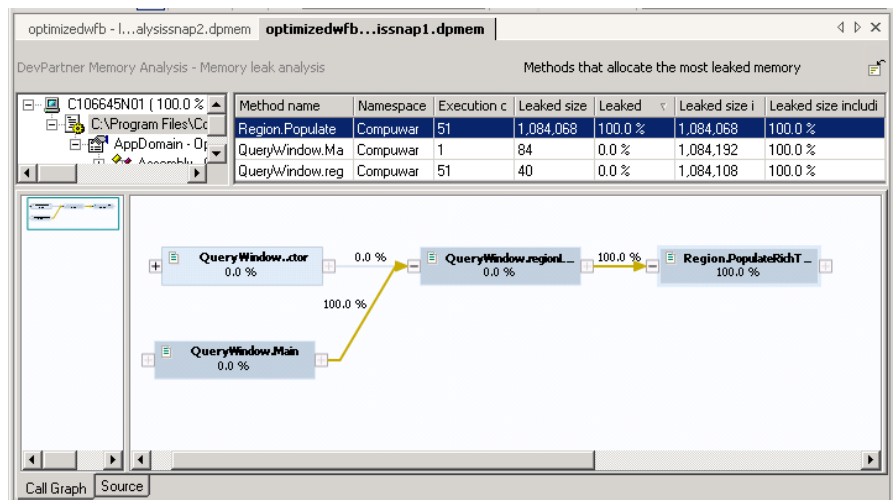 optimizedwfb - l...alysissnap2.dpmem optimizedwfb...issnap1.dpmem
DevPartner Memory Analysis - Memory leak analysis Methods that allocate the most leaked memory
C106645N01 (100.0 %
C:\Program Files\Co
AppDomain - Op
Method name Namespace Execution c Leaked size Leaked Leaked size i Leaked size includi
Region.Populate Compuwar 51 1,084,068 100.0 % 1,084,068 100.0 %
QueryWindow.Ma Compuwar 1 84 0.0 % 1,084,192 100.0 %
QueryWindow.reg Compuwar 51 40 0.0 % 1,084,108 100.0 %
QueryWindow..ctor
0.0 %
0.0 %
QueryWindow.regionL...
0.0 %
100.0 %
Region.PopulateRichT...
100.0 %
100.0 %
QueryWindow.Main
0.0 %
Call Graph Source